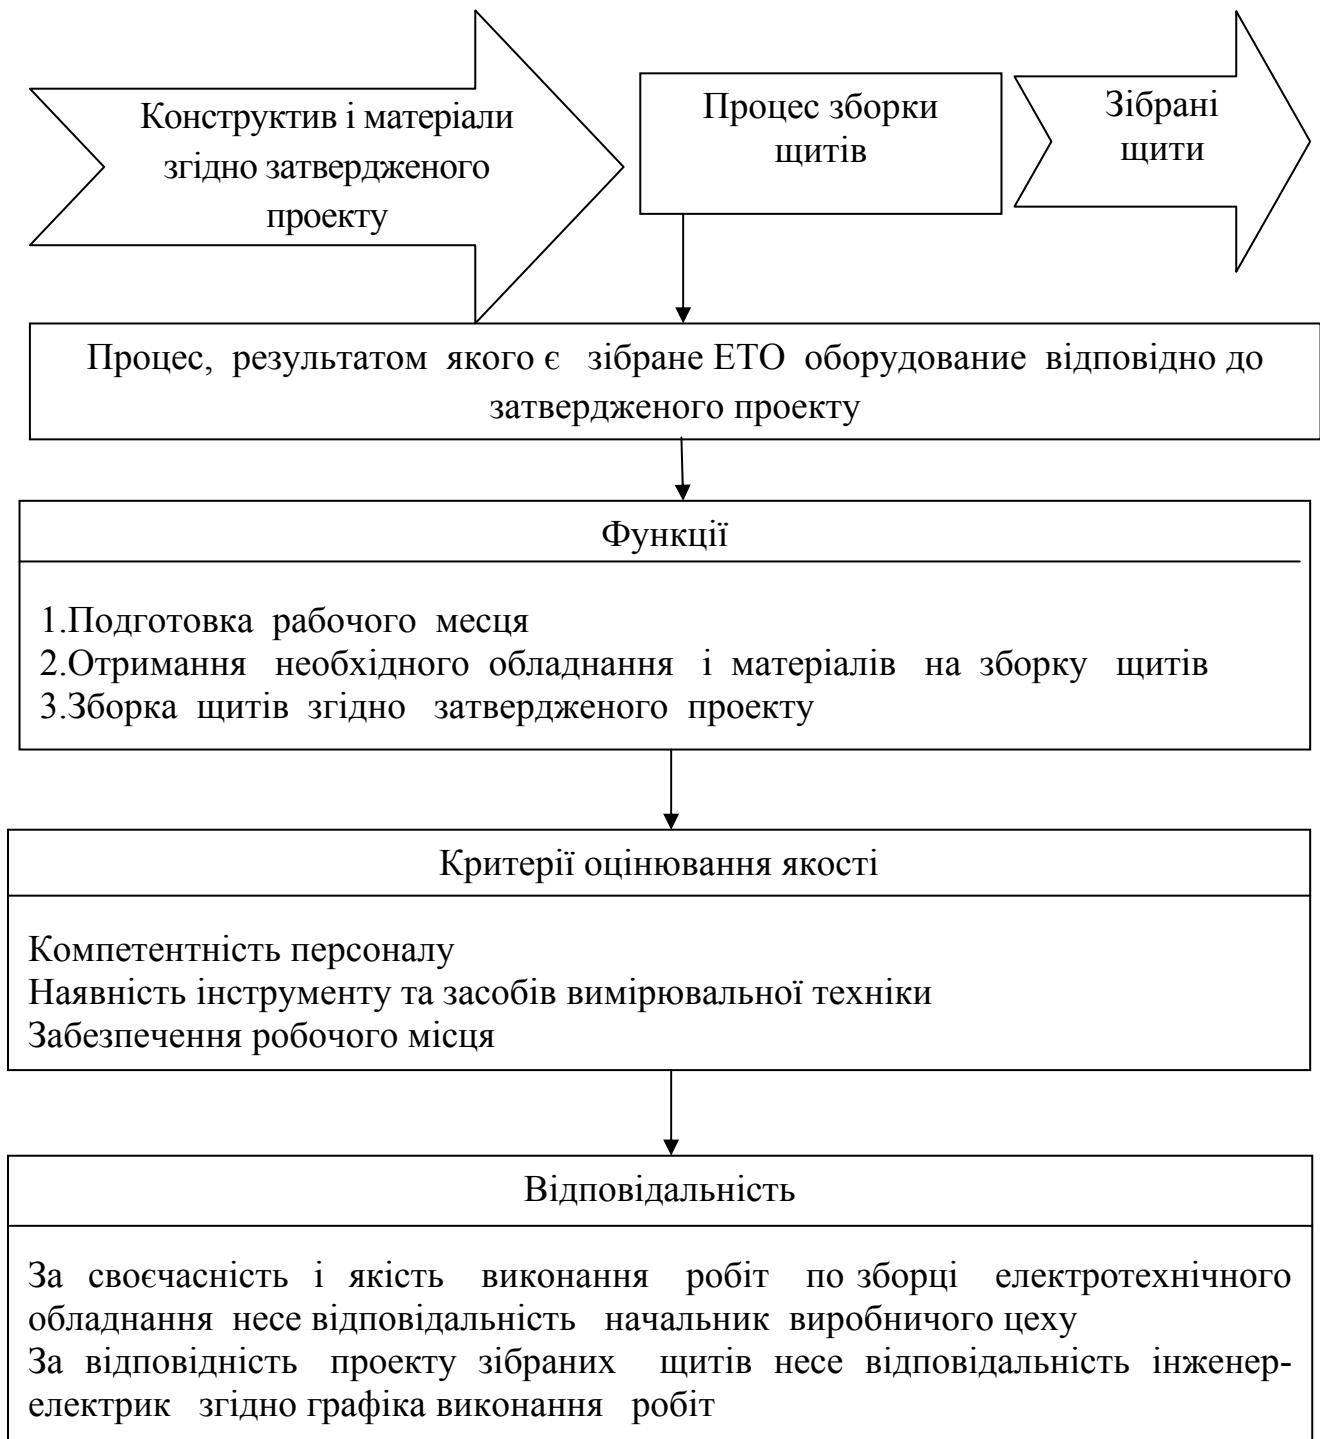 Конструктив і матеріали
згідно затвердженого
проекту
Процес зборки
щитів
Зібрані
щити
Процес, результатом якого є зібране ЕТО оборудование відповідно до
затвердженого проекту
Функції
1.Подготовка рабочого месця
2.Отримання необхідного обладнання і матеріалів на зборку щитів
3.Зборка щитів згідно затвердженого проекту
Критерії оцінювання якості
Компетентність персоналу
Наявність інструменту та засобів вимірювальної техніки
Забезпечення робочого місця
Відповідальність
За своєчасність і якість виконання робіт по зборці електротехнічного
обладнання несе відповідальність начальник виробничого цеху
За відповідність проекту зібраних щитів несе відповідальність інженер-
електрик згідно графіка виконання робіт